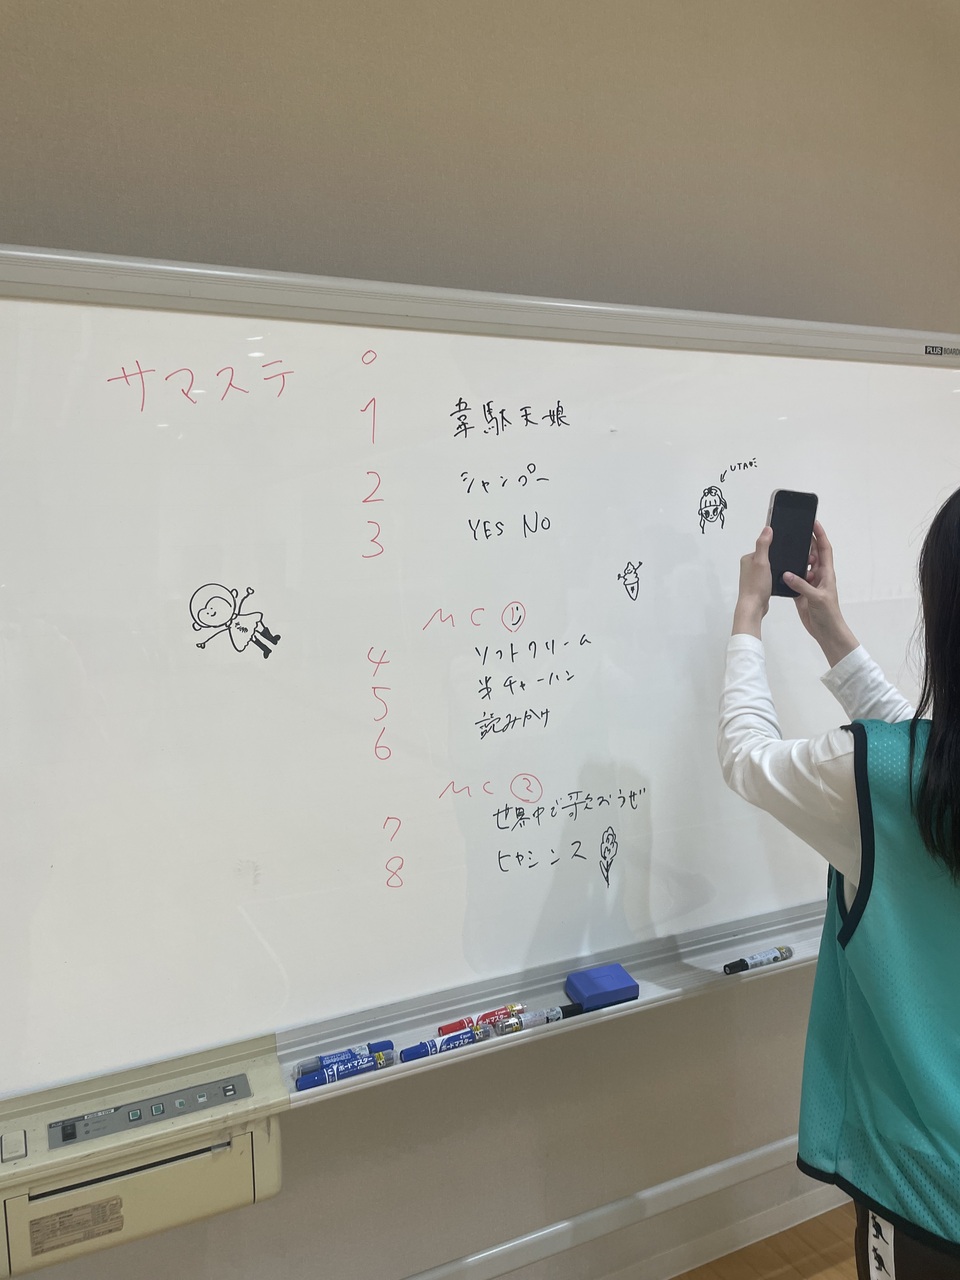 サマステ
0
1 韋駄天娘
2 シャンプー
3 YES NO
MC ①
4 ソフトクリーム
5 半チャーハン
6 読みかけ
MC ②
7 世界中で歌おうぜ
8 ヒヤシンス
UTAだ
PLUS BOARD
ボードマスター
ボードマスター